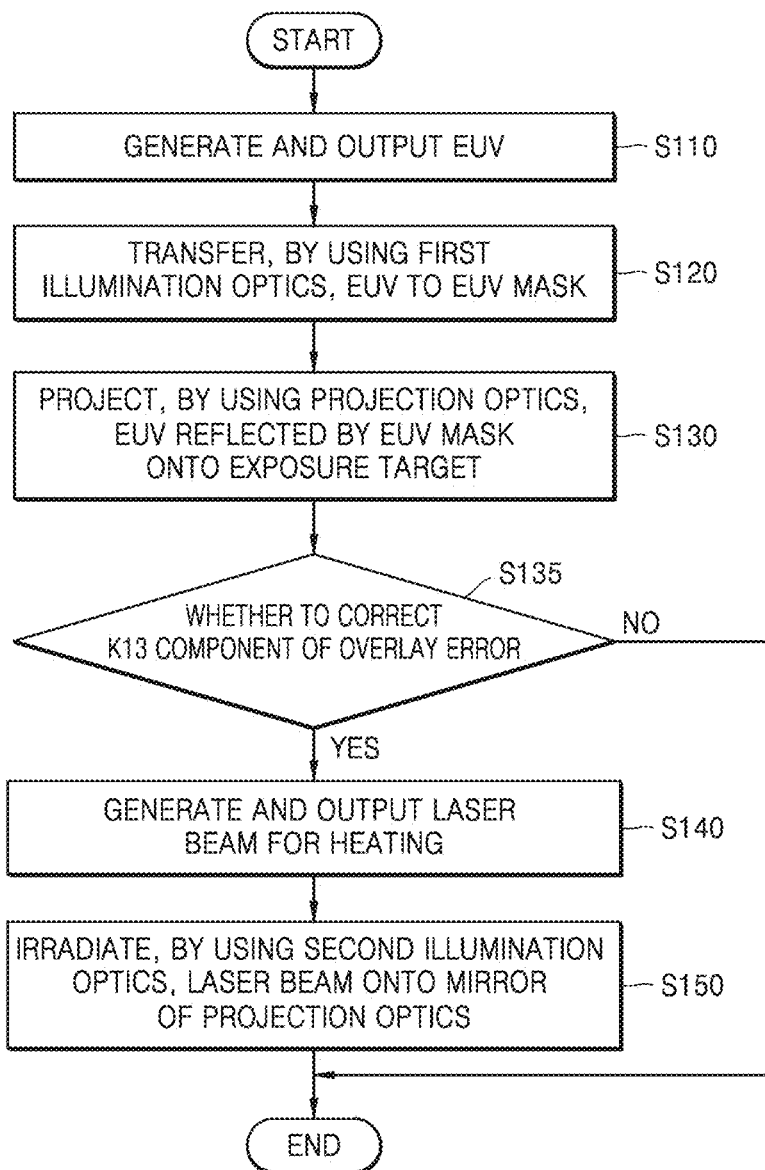 START
GENERATE AND OUTPUT EUV
S110
TRANSFER, BY USING FIRST
ILLUMINATION OPTICS, EUV TO EUV MASK
S120
PROJECT, BY USING PROJECTION OPTICS,
EUV REFLECTED BY EUV MASK
ONTO EXPOSURE TARGET
S130
S135
WHETHER TO CORRECT
K13 COMPONENT OF OVERLAY ERROR
NO
YES
GENERATE AND OUTPUT LASER
BEAM FOR HEATING
S140
IRRADIATE, BY USING SECOND ILLUMINATION
OPTICS, LASER BEAM ONTO MIRROR
OF PROJECTION OPTICS
S150
END